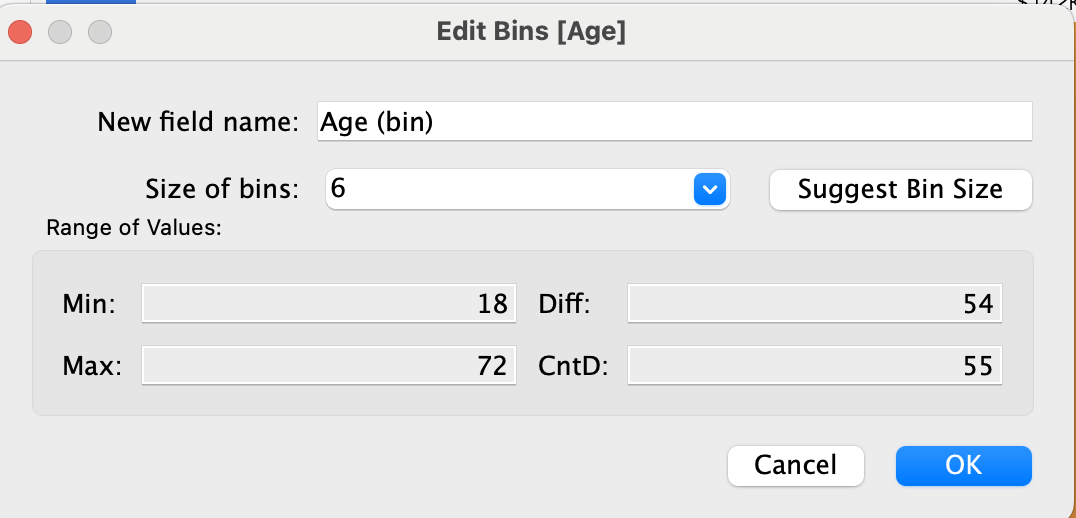 Edit Bins [Age]
New field name: Age (bin)
Size of bins: 6 Suggest Bin Size
Range of Values:
Min: 18 Diff: 54
Max: 72 CntD: 55
Cancel OK